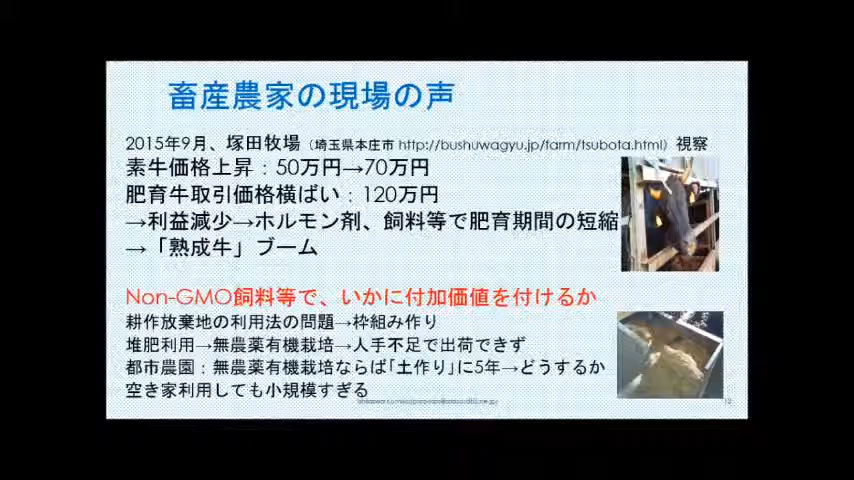 畜産農家の現場の声
2015年9月、塚田牧場（埼玉県本庄市 http://bushuwagyu.jp/farm/tsubota.html）視察
素牛価格上昇：50万円→70万円
肥育牛取引価格横ばい：120万円
→利益減少→ホルモン剤、飼料等で肥育期間の短縮
→「熟成牛」ブーム
Non-GMO飼料等で、いかに付加価値を付けるか
耕作放棄地の利用法の問題→枠組み作り
堆肥利用→無農薬有機栽培→人手不足で出荷できず
都市農園：無農薬有機栽培ならば「土作り」に5年→どうするか
空き家利用しても小規模すぎる
12